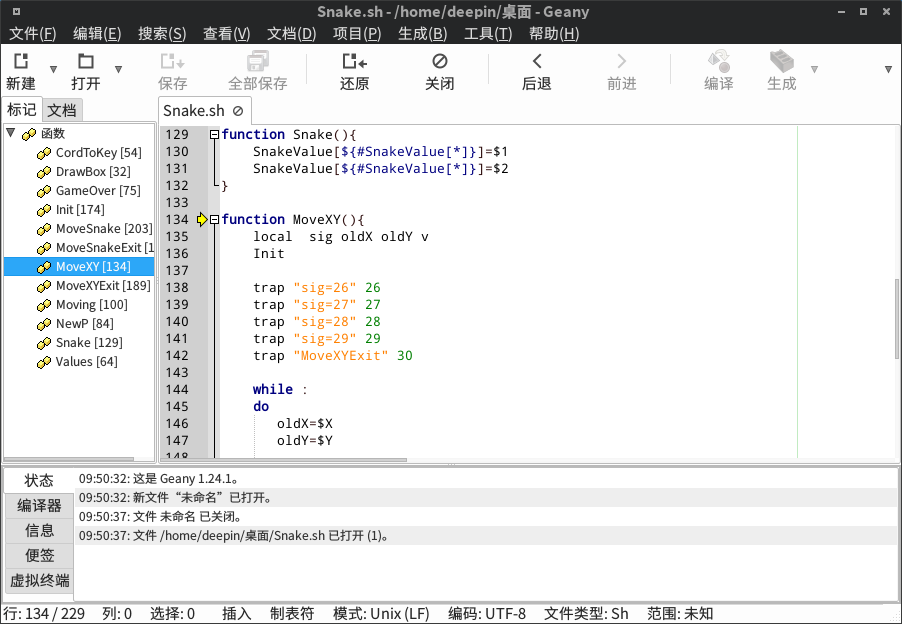 Snake.sh - /home/deepin/桌面 - Geany
文件(F) 编辑(E) 搜索(S) 查看(V) 文档(D) 项目(P) 生成(B) 工具(T) 帮助(H)
新建 打开 保存 全部保存 还原 关闭 后退 前进 编译 生成
标记 文档
函数
CordToKey [54]
DrawBox [32]
GameOver [75]
Init [174]
MoveSnake [203]
MoveSnakeExit [1
MoveXY [134]
MoveXYExit [189]
Moving [100]
NewP [84]
Snake [129]
Values [64]
Snake.sh
129 function Snake(){
130 SnakeValue[${#SnakeValue[*]}]=$1
131 SnakeValue[${#SnakeValue[*]}]=$2
132 }
133
134 function MoveXY(){
135 local  sig oldX oldY v
136 Init
137
138 trap "sig=26" 26
139 trap "sig=27" 27
140 trap "sig=28" 28
141 trap "sig=29" 29
142 trap "MoveXYExit" 30
143
144 while :
145 do
146 oldX=$X
147 oldY=$Y
148
状态
编译器
信息
便签
虚拟终端
09:50:32: 这是 Geany 1.24.1。
09:50:32: 新文件“未命名”已打开。
09:50:37: 文件 未命名 已关闭。
09:50:37: 文件 /home/deepin/桌面/Snake.sh 已打开 (1)。
行: 134 / 229 列: 0 选择: 0 插入 制表符 模式: Unix (LF) 编码: UTF-8 文件类型: Sh 范围: 未知